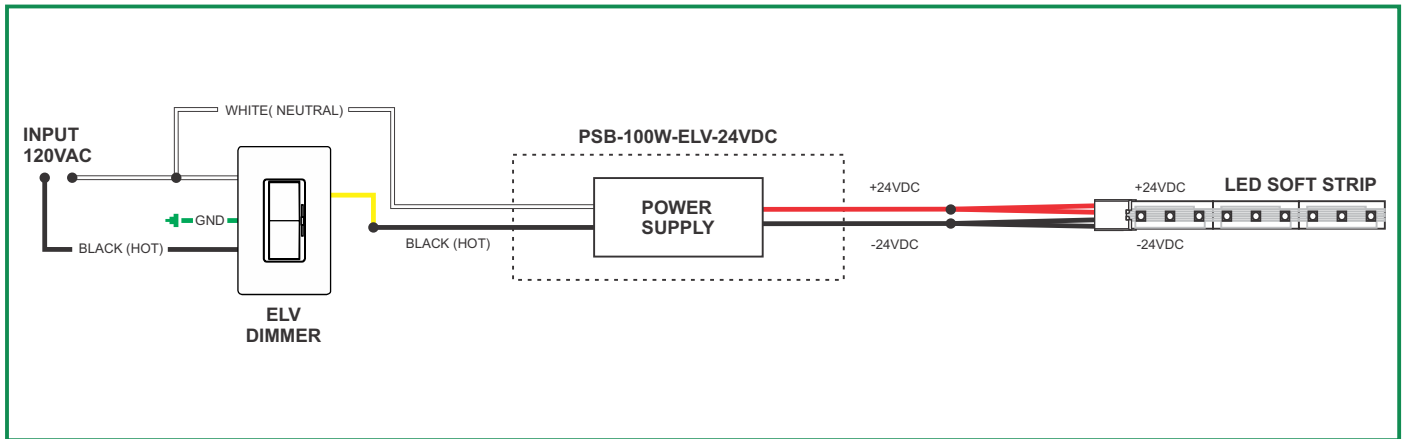 WHITE( NEUTRAL)
INPUT
120VAC
GND
BLACK (HOT)
ELV
DIMMER
BLACK (HOT)
PSB-100W-ELV-24VDC
POWER
SUPPLY
+24VDC
-24VDC
+24VDC
-24VDC
LED SOFT STRIP